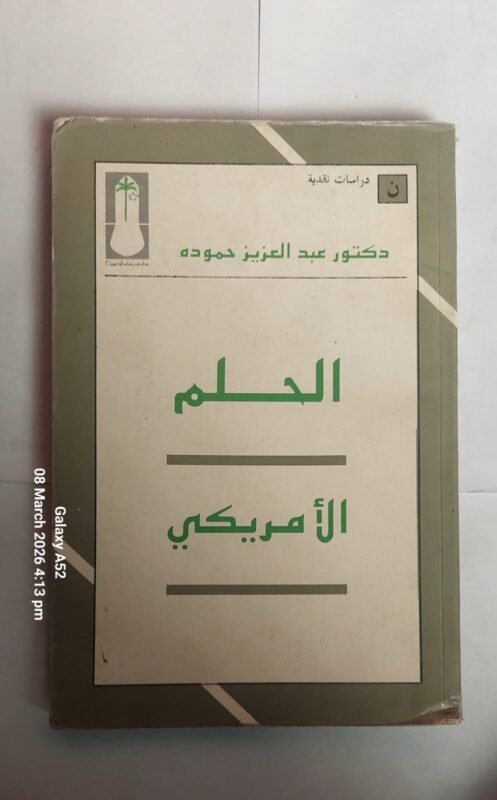 ن
دراسات نقدية
دكتور عبد العزيز حموده
الحلم
الأمريكي
Galaxy A52
08 March 2026 4:13 pm